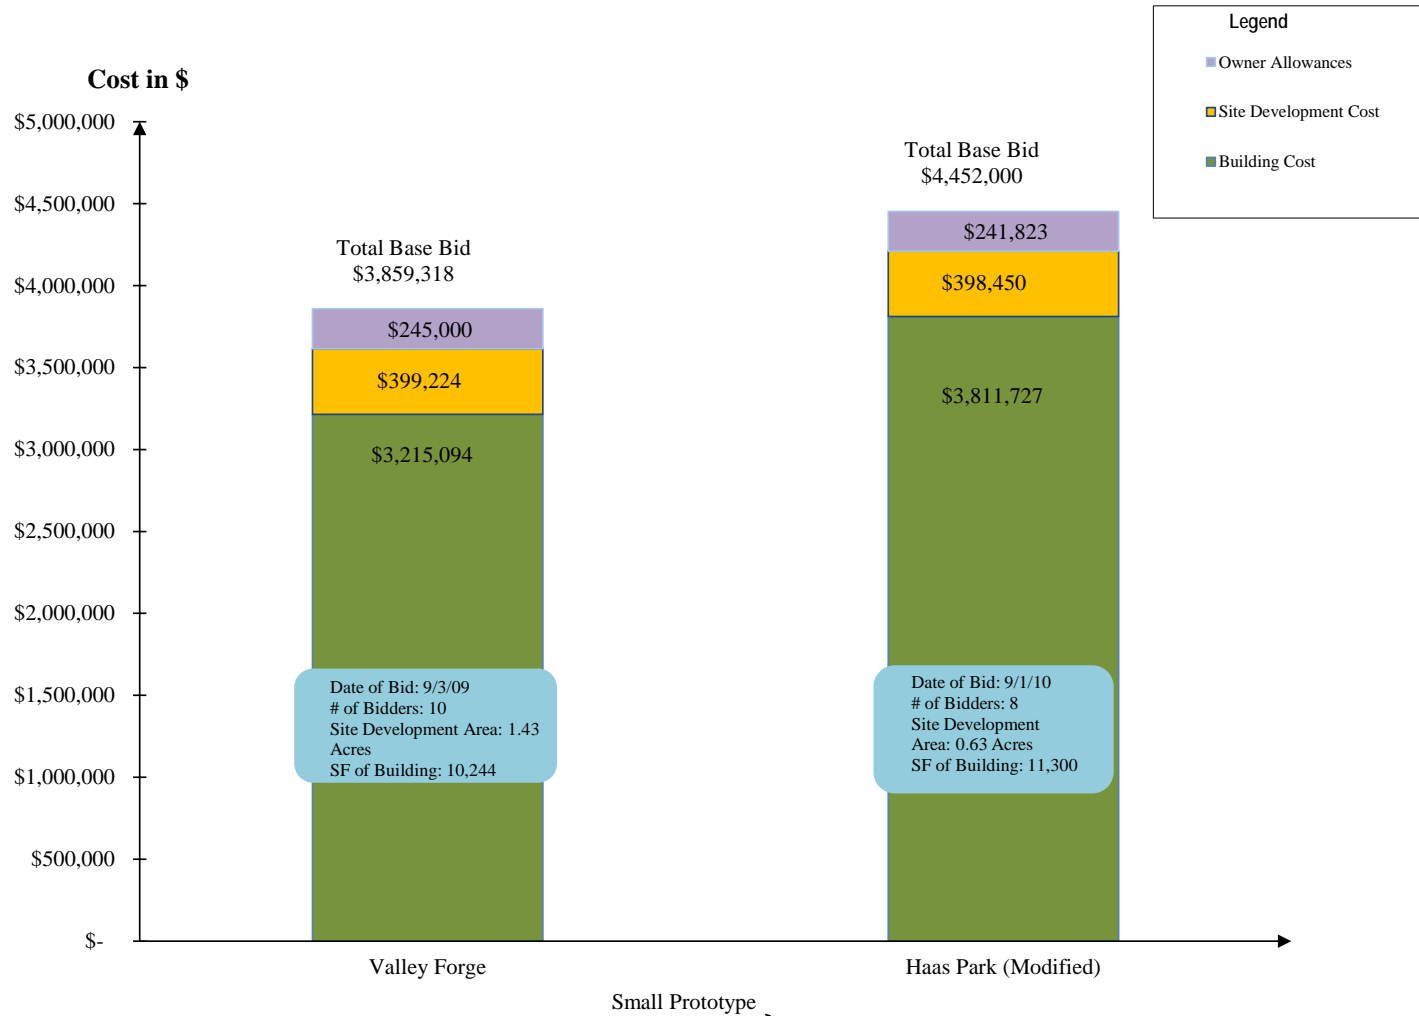 Legend
Owner Allowances
Site Development Cost
Building Cost
Cost in $
$5,000,000
$4,500,000
$4,000,000
$3,500,000
$3,000,000
$2,500,000
$2,000,000
$1,500,000
$1,000,000
$500,000
$-
Total Base Bid
$3,859,318
$245,000
$399,224
$3,215,094
Date of Bid: 9/3/09
# of Bidders: 10
Site Development Area: 1.43
Acres
SF of Building: 10,244
Total Base Bid
$4,452,000
$241,823
$398,450
$3,811,727
Date of Bid: 9/1/10
# of Bidders: 8
Site Development
Area: 0.63 Acres
SF of Building: 11,300
Valley Forge
Haas Park (Modified)
Small Prototype